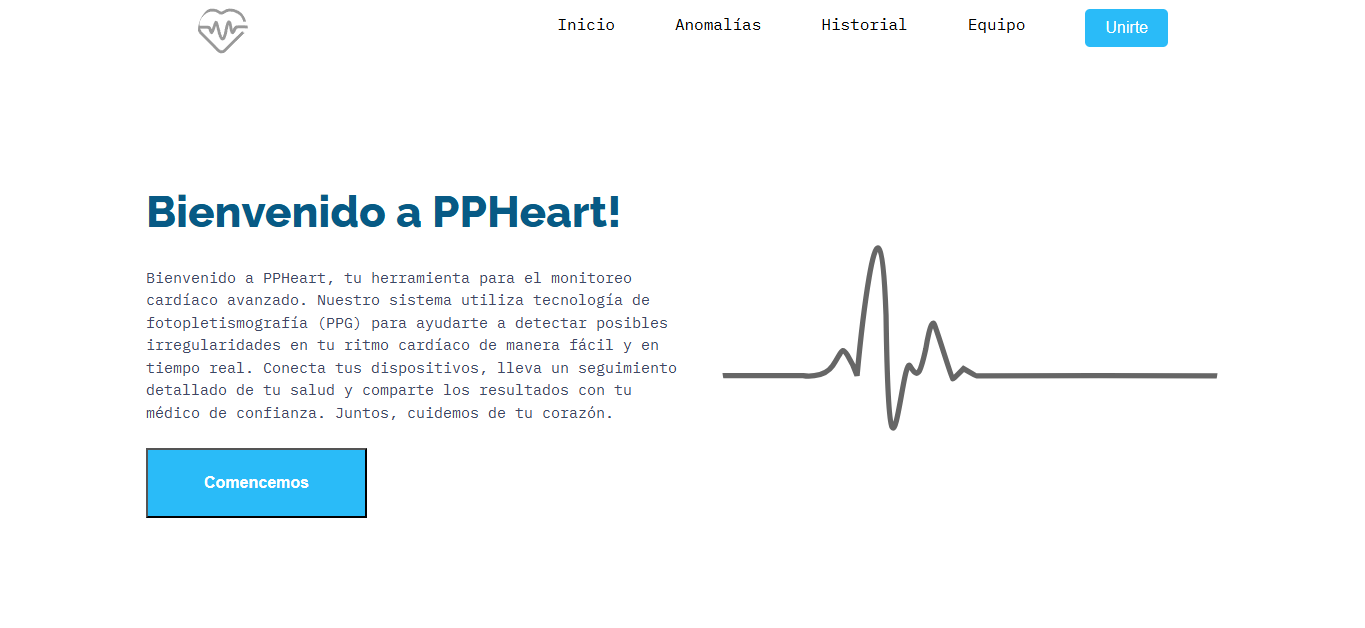 Inicio
Anomalías
Historial
Equipo
Unirte
Bienvenido a PPHeart!
Bienvenido a PPHeart, tu herramienta para el monitoreo
cardíaco avanzado. Nuestro sistema utiliza tecnología de
fotopletismografía (PPG) para ayudarte a detectar posibles
irregularidades en tu ritmo cardíaco de manera fácil y en
tiempo real. Conecta tus dispositivos, lleva un seguimiento
detallado de tu salud y comparte los resultados con tu
médico de confianza. Juntos, cuidemos de tu corazón.
Comencemos